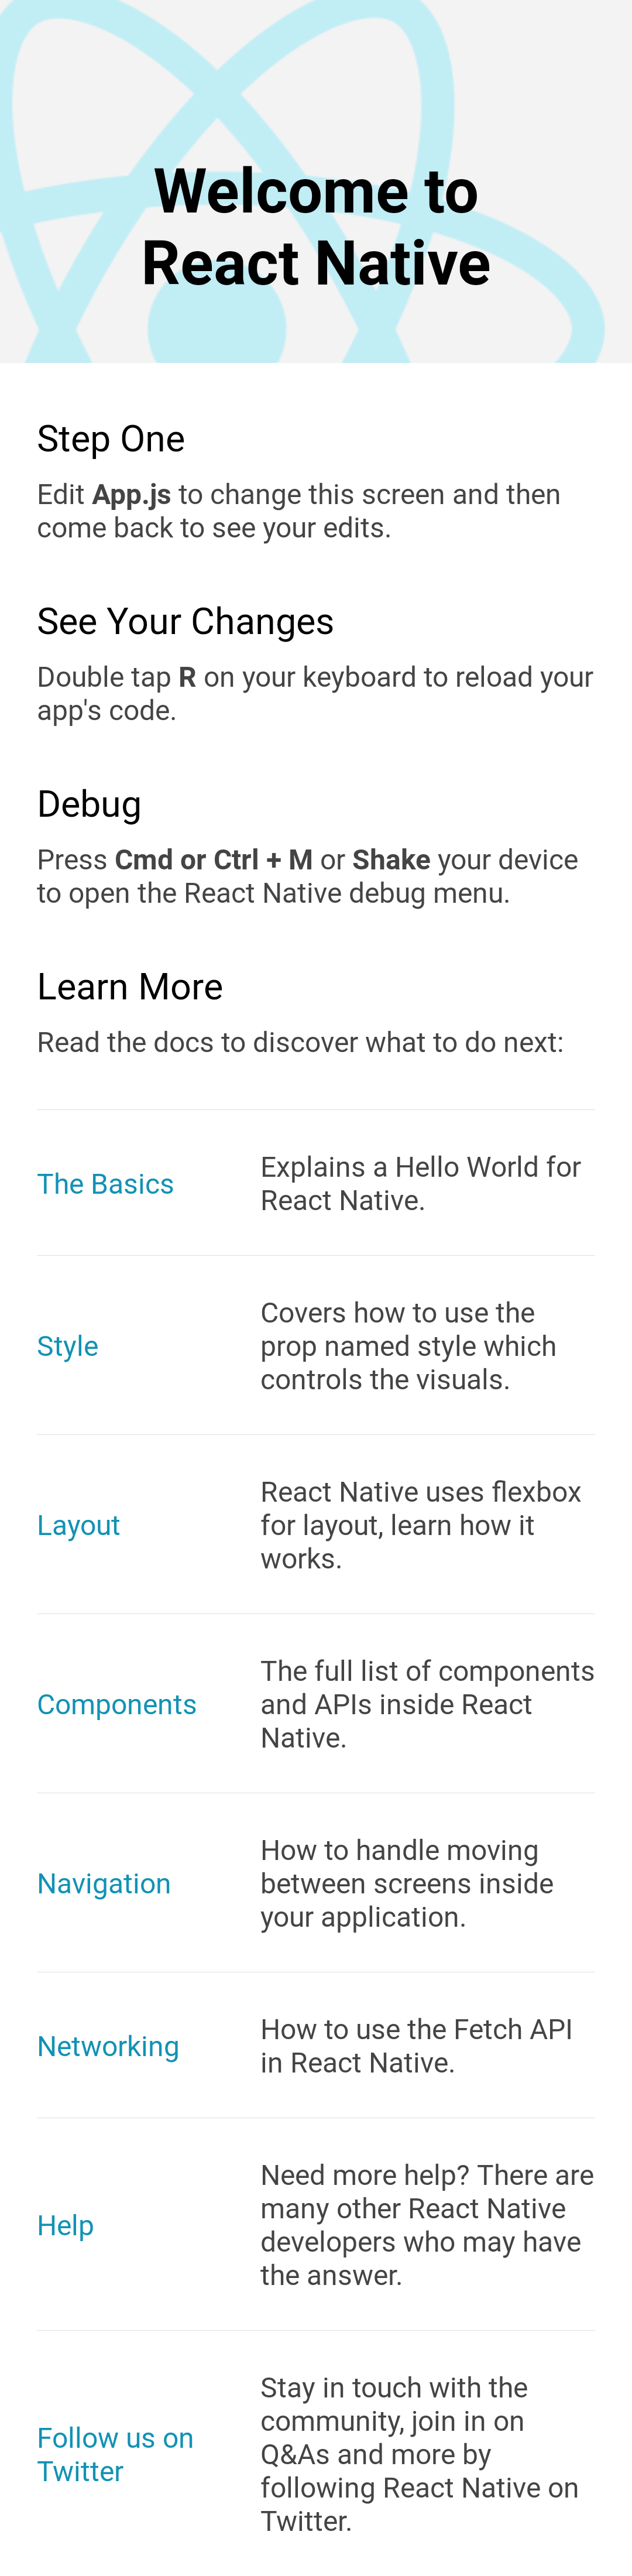 Welcome to
React Native
Step One
Edit App.js to change this screen and then
come back to see your edits.
See Your Changes
Double tap R on your keyboard to reload your
app's code.
Debug
Press Cmd or Ctrl + M or Shake your device
to open the React Native debug menu.
Learn More
Read the docs to discover what to do next:
The Basics
Explains a Hello World for
React Native.
Style
Covers how to use the
prop named style which
controls the visuals.
Layout
React Native uses flexbox
for layout, learn how it
works.
Components
The full list of components
and APIs inside React
Native.
Navigation
How to handle moving
between screens inside
your application.
Networking
How to use the Fetch API
in React Native.
Help
Need more help? There are
many other React Native
developers who may have
the answer.
Follow us on
Twitter
Stay in touch with the
community, join in on
Q&As and more by
following React Native on
Twitter.